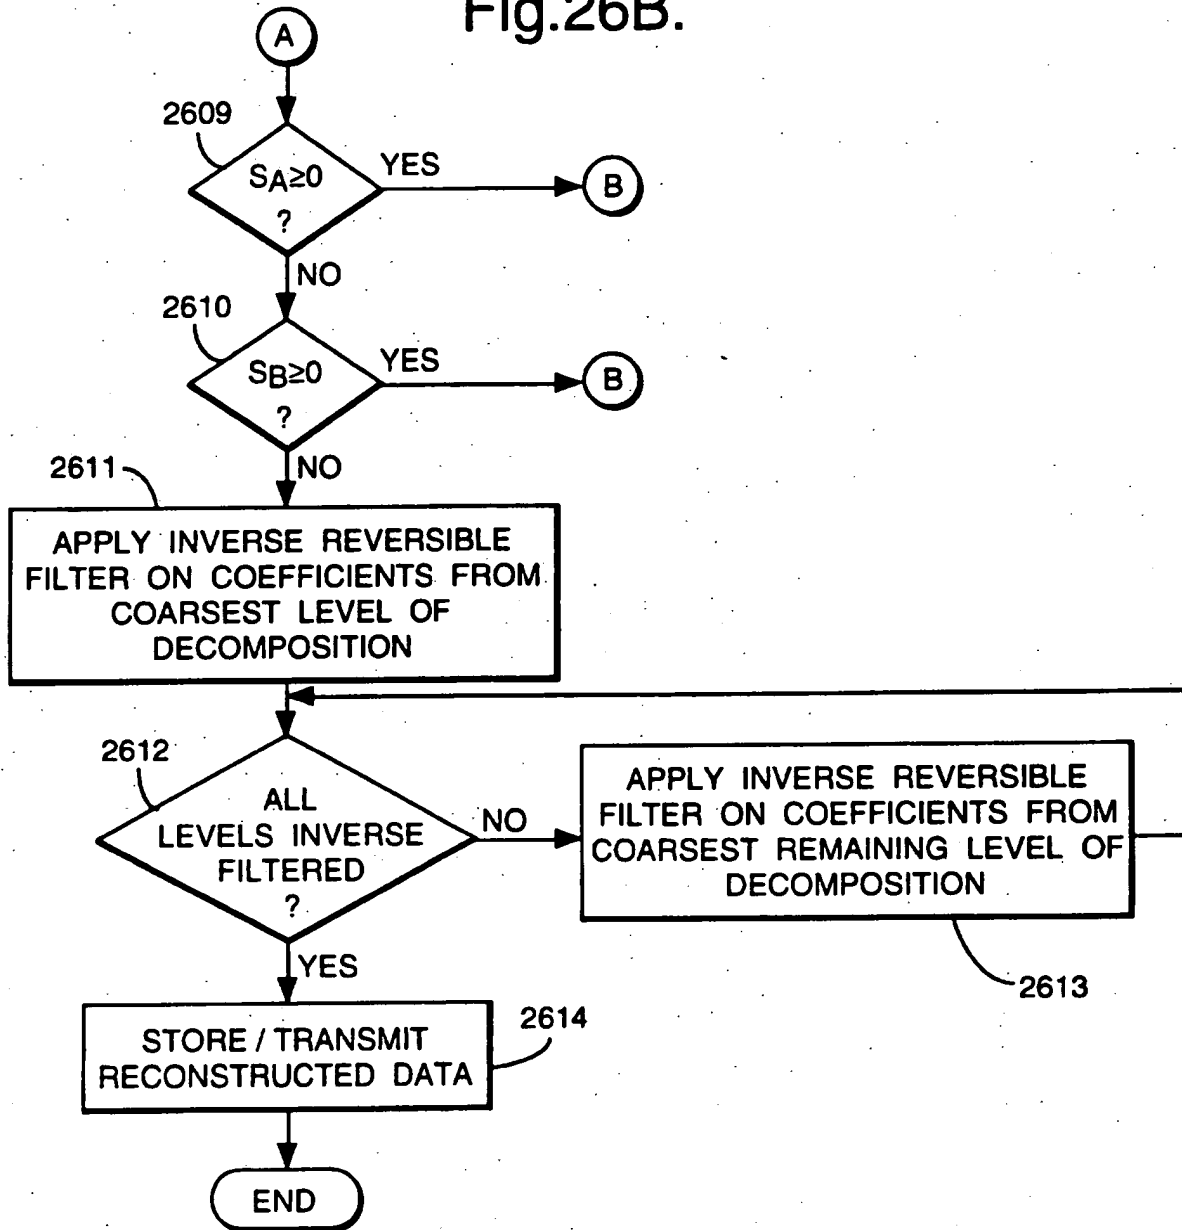 Fig.26B.
A
2609
SA≥0
?
YES
B
NO
2610
SB≥0
?
YES
B
NO
2611
APPLY INVERSE REVERSIBLE
FILTER ON COEFFICIENTS FROM
COARSEST LEVEL OF
DECOMPOSITION
2612
ALL
LEVELS INVERSE
FILTERED
?
NO
APPLY INVERSE REVERSIBLE
FILTER ON COEFFICIENTS FROM
COARSEST REMAINING LEVEL OF
DECOMPOSITION
2613
YES
STORE / TRANSMIT
RECONSTRUCTED DATA
2614
END